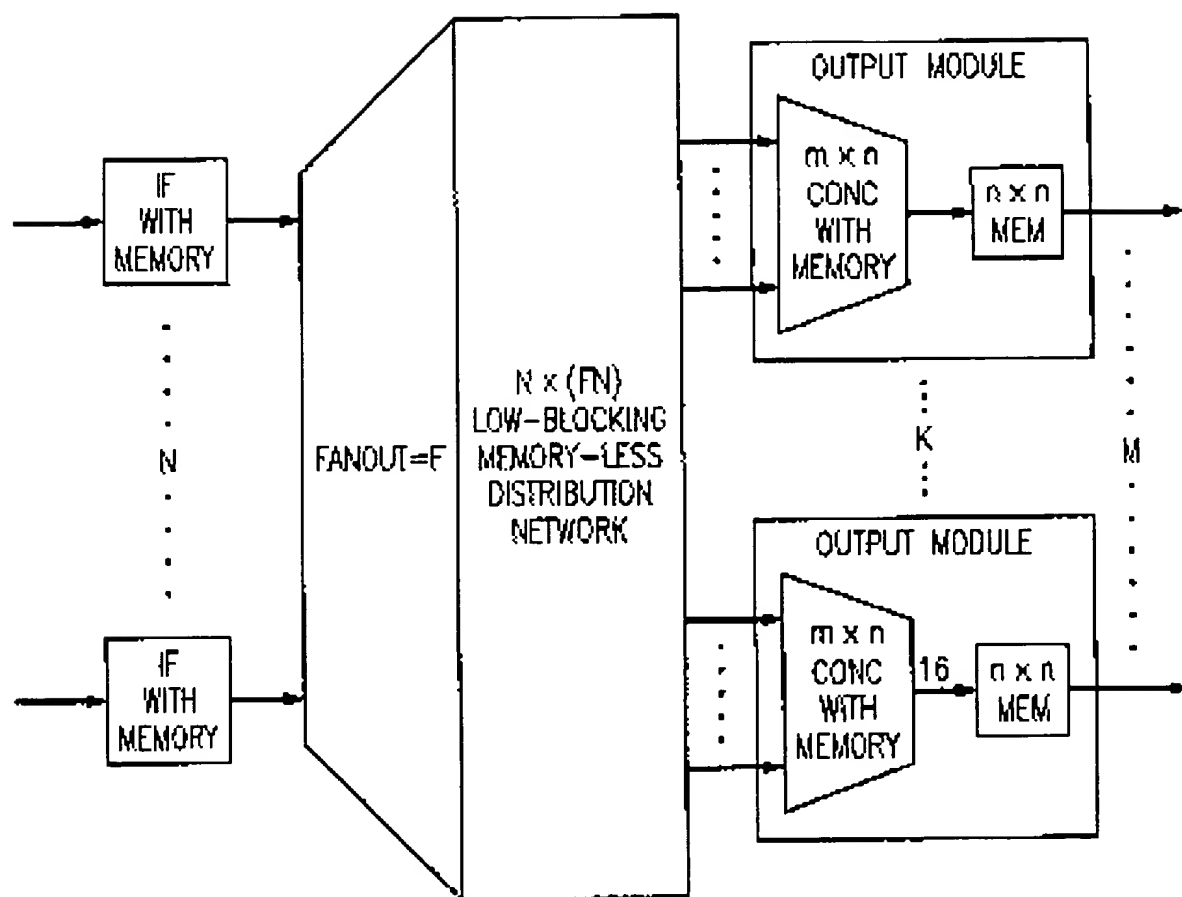 OUTPUT MODULE
m × n
CONC
WITH
MEMORY
n × n
MEM
IF
WITH
MEMORY
N
FANOUT=F
N × (FN)
LOW-BLOCKING
MEMORY-LESS
DISTRIBUTION
NETWORK
K
M
OUTPUT MODULE
m × n
CONC
WITH
MEMORY
16
n × n
MEM
IF
WITH
MEMORY